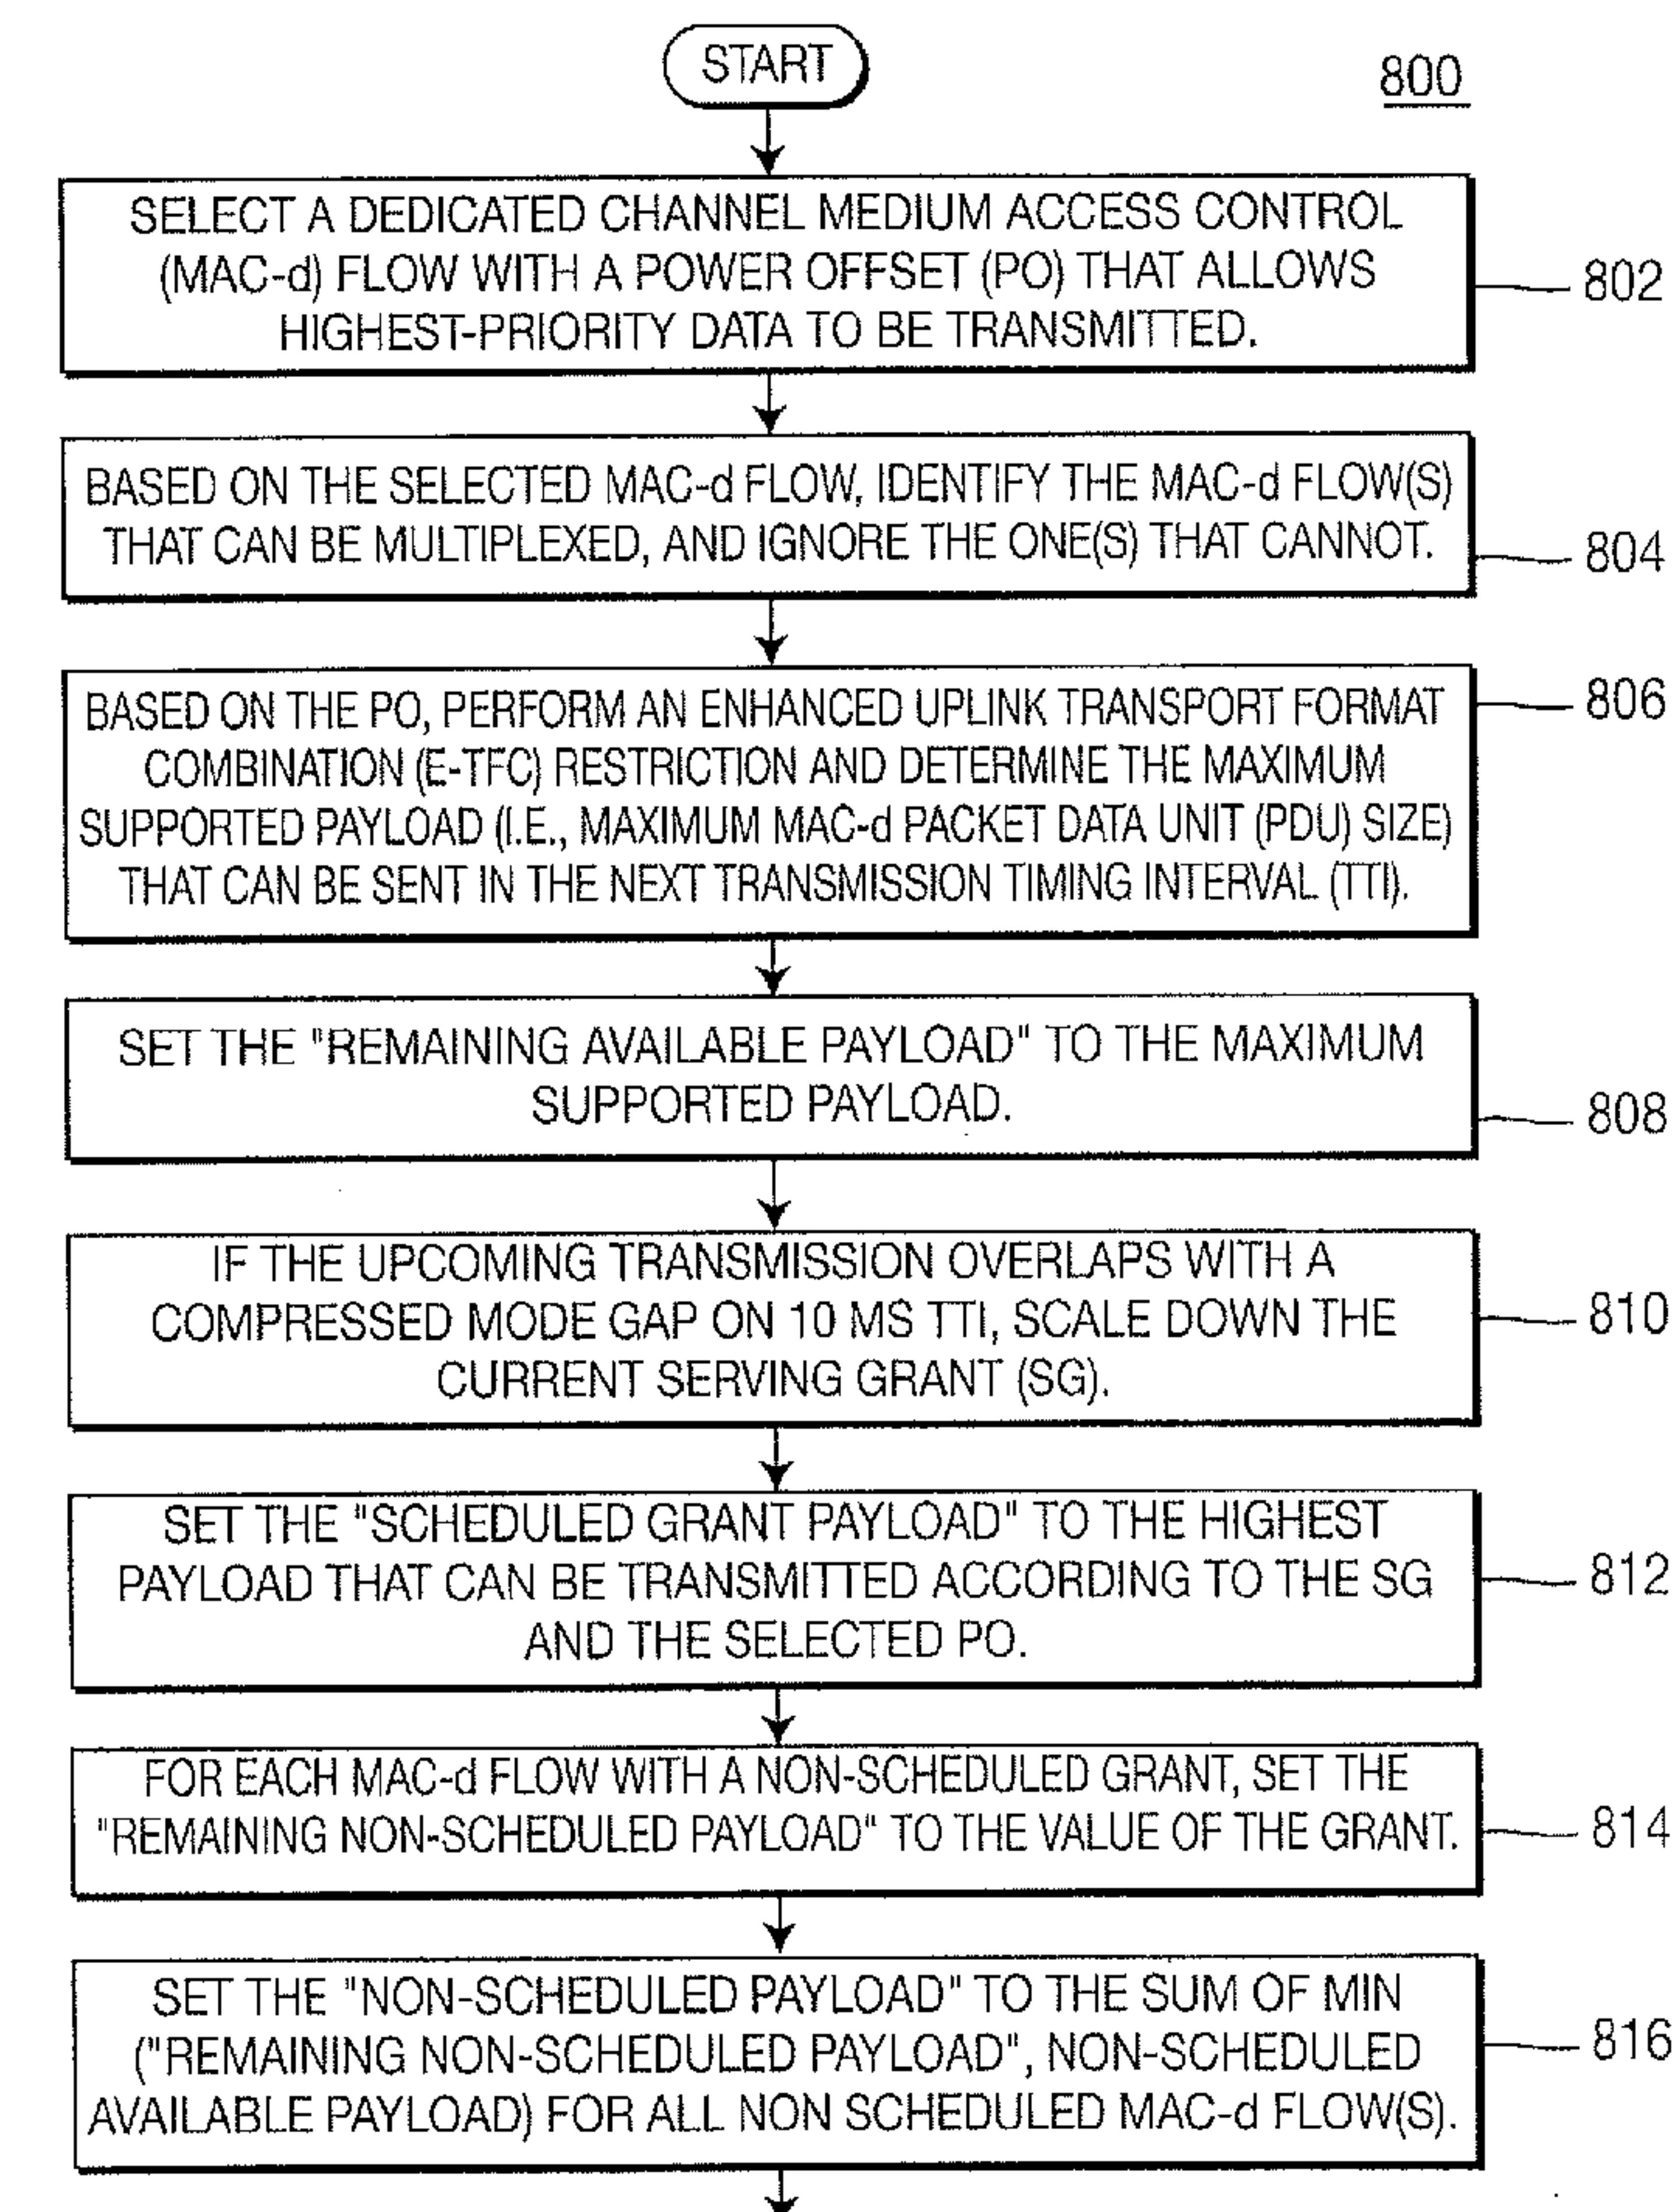 START
800
SELECT A DEDICATED CHANNEL MEDIUM ACCESS CONTROL
(MAC-d) FLOW WITH A POWER OFFSET (PO) THAT ALLOWS
HIGHEST-PRIORITY DATA TO BE TRANSMITTED.
802
BASED ON THE SELECTED MAC-d FLOW, IDENTIFY THE MAC-d FLOW(S)
THAT CAN BE MULTIPLEXED, AND IGNORE THE ONE(S) THAT CANNOT.
804
BASED ON THE PO, PERFORM AN ENHANCED UPLINK TRANSPORT FORMAT
COMBINATION (E-TFC) RESTRICTION AND DETERMINE THE MAXIMUM
SUPPORTED PAYLOAD (I.E., MAXIMUM MAC-d PACKET DATA UNIT (PDU) SIZE)
THAT CAN BE SENT IN THE NEXT TRANSMISSION TIMING INTERVAL (TTI).
806
SET THE "REMAINING AVAILABLE PAYLOAD" TO THE MAXIMUM
SUPPORTED PAYLOAD.
808
IF THE UPCOMING TRANSMISSION OVERLAPS WITH A
COMPRESSED MODE GAP ON 10 MS TTI, SCALE DOWN THE
CURRENT SERVING GRANT (SG).
810
SET THE "SCHEDULED GRANT PAYLOAD" TO THE HIGHEST
PAYLOAD THAT CAN BE TRANSMITTED ACCORDING TO THE SG
AND THE SELECTED PO.
812
FOR EACH MAC-d FLOW WITH A NON-SCHEDULED GRANT, SET THE
"REMAINING NON-SCHEDULED PAYLOAD" TO THE VALUE OF THE GRANT.
814
SET THE "NON-SCHEDULED PAYLOAD" TO THE SUM OF MIN
("REMAINING NON-SCHEDULED PAYLOAD", NON-SCHEDULED
AVAILABLE PAYLOAD) FOR ALL NON SCHEDULED MAC-d FLOW(S).
816